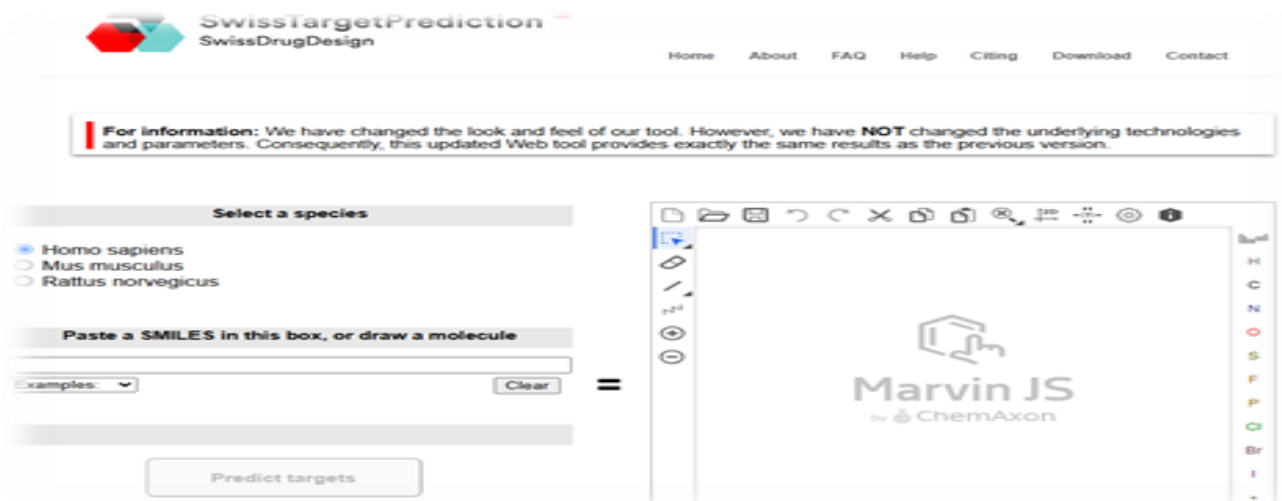 SwissTargetPrediction
SwissDrugDesign
Home About FAQ Help Citing Download Contact
For information: We have changed the look and feel of our tool. However, we have NOT changed the underlying technologies
and parameters. Consequently, this updated Web tool provides exactly the same results as the previous version.
Select a species
Homo sapiens
Mus musculus
Rattus norvegicus
Paste a SMILES in this box, or draw a molecule
Examples:
Clear
=
Predict targets
Marvin JS
by ChemAxon
H
C
N
O
S
F
P
Cl
Br
I